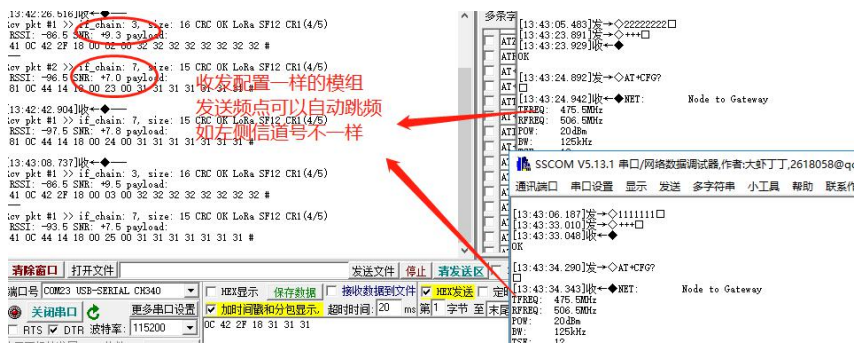 [13:42:26.516]收←◆
Rcv pkt #1 >> if_chain: 3, size: 16 CRC OK LoRa SF12 CR1(4/5)
RSSI: -86.5 SNR: +9.3 payload:
41 0C 42 2F 18 00 02 00 32 32 32 32 32 32 32 32 #
Rcv pkt #2 >> if_chain: 7, size: 15 CRC OK LoRa SF12 CR1(4/5)
RSSI: -96.5 SNR: +7.0 payload:
81 0C 44 14 18 00 23 00 31 31 31 31 31 31 31 #
[13:42:42.904]收←◆
Rcv pkt #1 >> if_chain: 7, size: 15 CRC OK LoRa SF12 CR1(4/5)
RSSI: -97.5 SNR: +7.8 payload:
81 0C 44 14 18 00 24 00 31 31 31 31 31 31 31 #
[13:43:08.737]收←◆
Rcv pkt #1 >> if_chain: 3, size: 16 CRC OK LoRa SF12 CR1(4/5)
RSSI: -86.5 SNR: +9.5 payload:
41 0C 42 2F 18 00 03 00 32 32 32 32 32 32 32 32 #
Rcv pkt #1 >> if_chain: 7, size: 15 CRC OK LoRa SF12 CR1(4/5)
RSSI: -93.5 SNR: +7.5 payload:
41 0C 44 14 18 00 25 00 31 31 31 31 31 31 31 #
收发配置一样的模组
发送频点可以自动跳频
如左侧信道号不一样
多条字
[13:43:05.483]发→◇22222222□
[13:43:23.891]发→◇+++□
[13:43:23.929]收←◆
OK
[13:43:24.892]发→◇AT+CFG?
□
[13:43:24.942]收←◆NET: Node to Gateway
TFREQ: 475.5MHz
RFREQ: 506.5MHz
POW: 20dBm
BW: 125kHz
SSCOM V5.13.1 串口/网络数据调试器,作者:大虾丁丁,2618058@qq
通讯端口 串口设置 显示 发送 多字符串 小工具 帮助 联系作
[13:43:06.187]发→◇1111111□
[13:43:33.010]发→◇+++□
[13:43:33.048]收←◆
OK
[13:43:34.290]发→◇AT+CFG?
□
[13:43:34.343]收←◆NET: Node to Gateway
TFREQ: 475.5MHz
RFREQ: 506.5MHz
POW: 20dBm
BW: 125kHz
TSF: 12
清除窗口 打开文件 发送文件 停止 清发送区
端口号 COM23 USB-SERIAL CH340 HEX显示 保存数据 接收数据到文件 HEX发送 定时
关闭串口 更多串口设置 加时间戳和分包显示, 超时时间: 20 ms 第 1 字节 至 末尾
RTS DTR 波特率: 115200 0C 42 2F 18 31 31 31